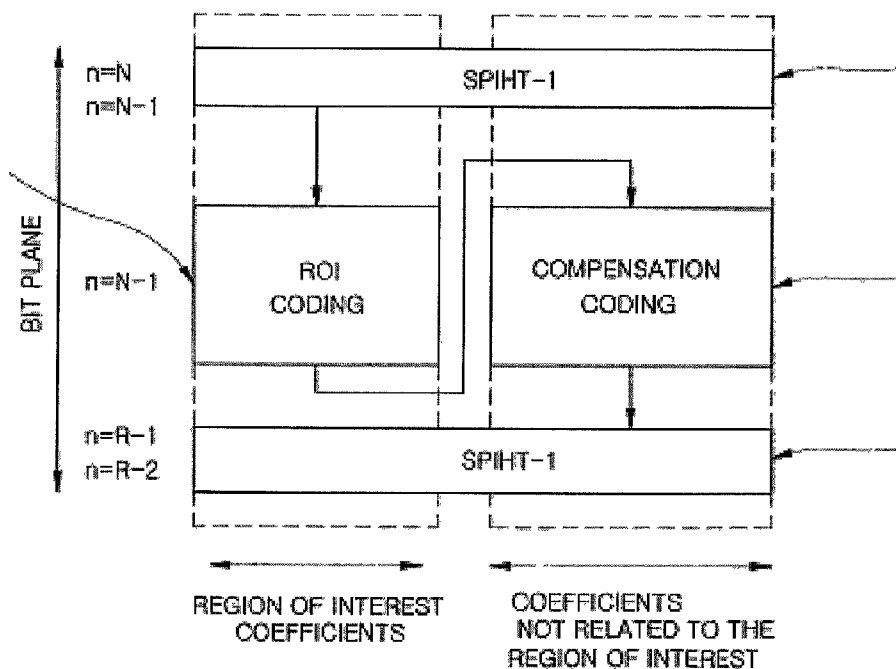 n=N
n=N-1
SPIHT-1
BIT PLANE
n=N-1
ROI
CODING
COMPENSATION
CODING
n=R-1
n=R-2
SPIHT-1
REGION OF INTEREST
COEFFICIENTS
COEFFICIENTS
NOT RELATED TO THE
REGION OF INTEREST